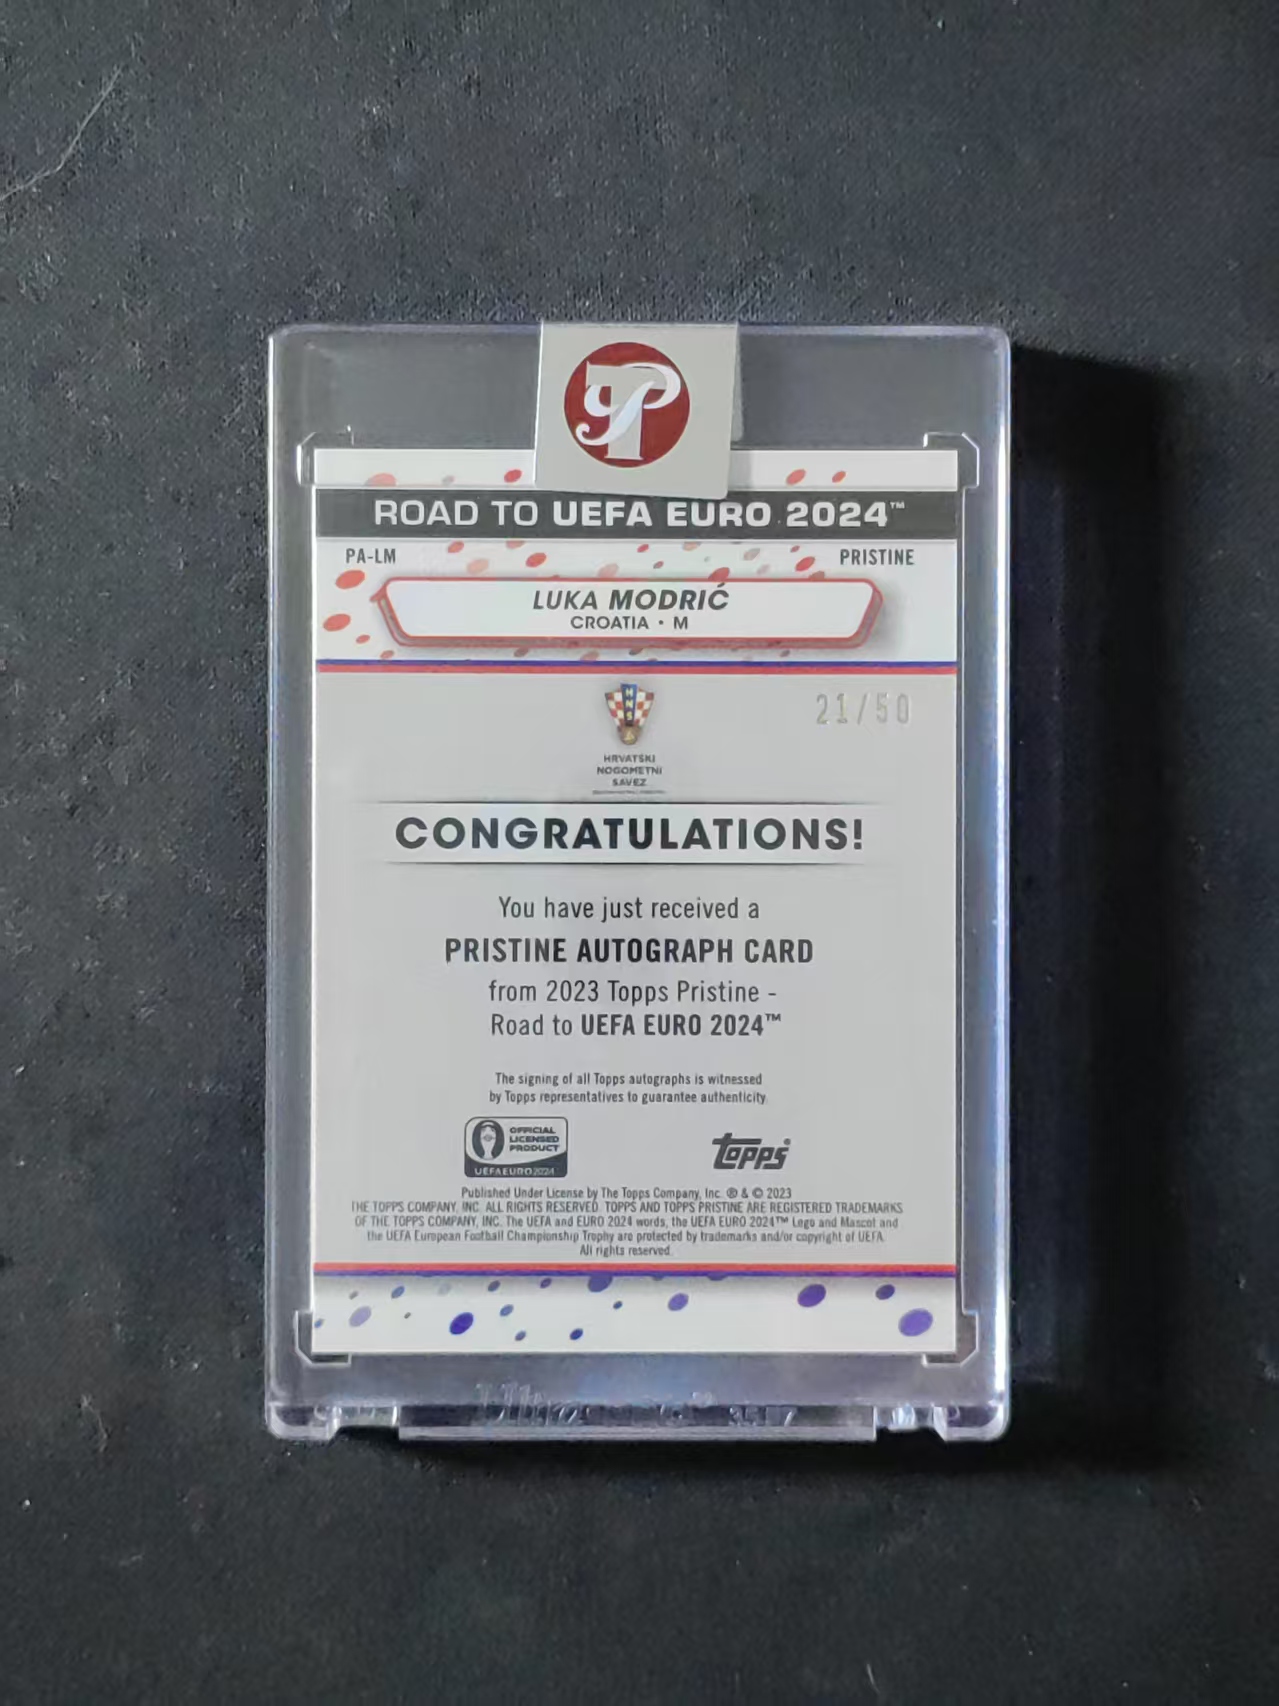 ROAD TO UEFA EURO 2024™
PA-LM
PRISTINE
LUKA MODRIĆ
CROATIA • M
21/50
HNS
HRVATSKI
NOGOMETNI
SAVEZ
CONGRATULATIONS!
You have just received a
PRISTINE AUTOGRAPH CARD
from 2023 Topps Pristine -
Road to UEFA EURO 2024™
The signing of all Topps autographs is witnessed
by Topps representatives to guarantee authenticity.
OFFICIAL
LICENSED
PRODUCT
UEFA EURO2024
topps
Published Under License by The Topps Company, Inc. ® & © 2023
THE TOPPS COMPANY, INC. ALL RIGHTS RESERVED. TOPPS AND TOPPS PRISTINE ARE REGISTERED TRADEMARKS
OF THE TOPPS COMPANY, INC. The UEFA and EURO 2024 words, the UEFA EURO 2024™ Logo and Mascot and
the UEFA European Football Championship Trophy are protected by trademarks and/or copyright of UEFA.
All rights reserved.